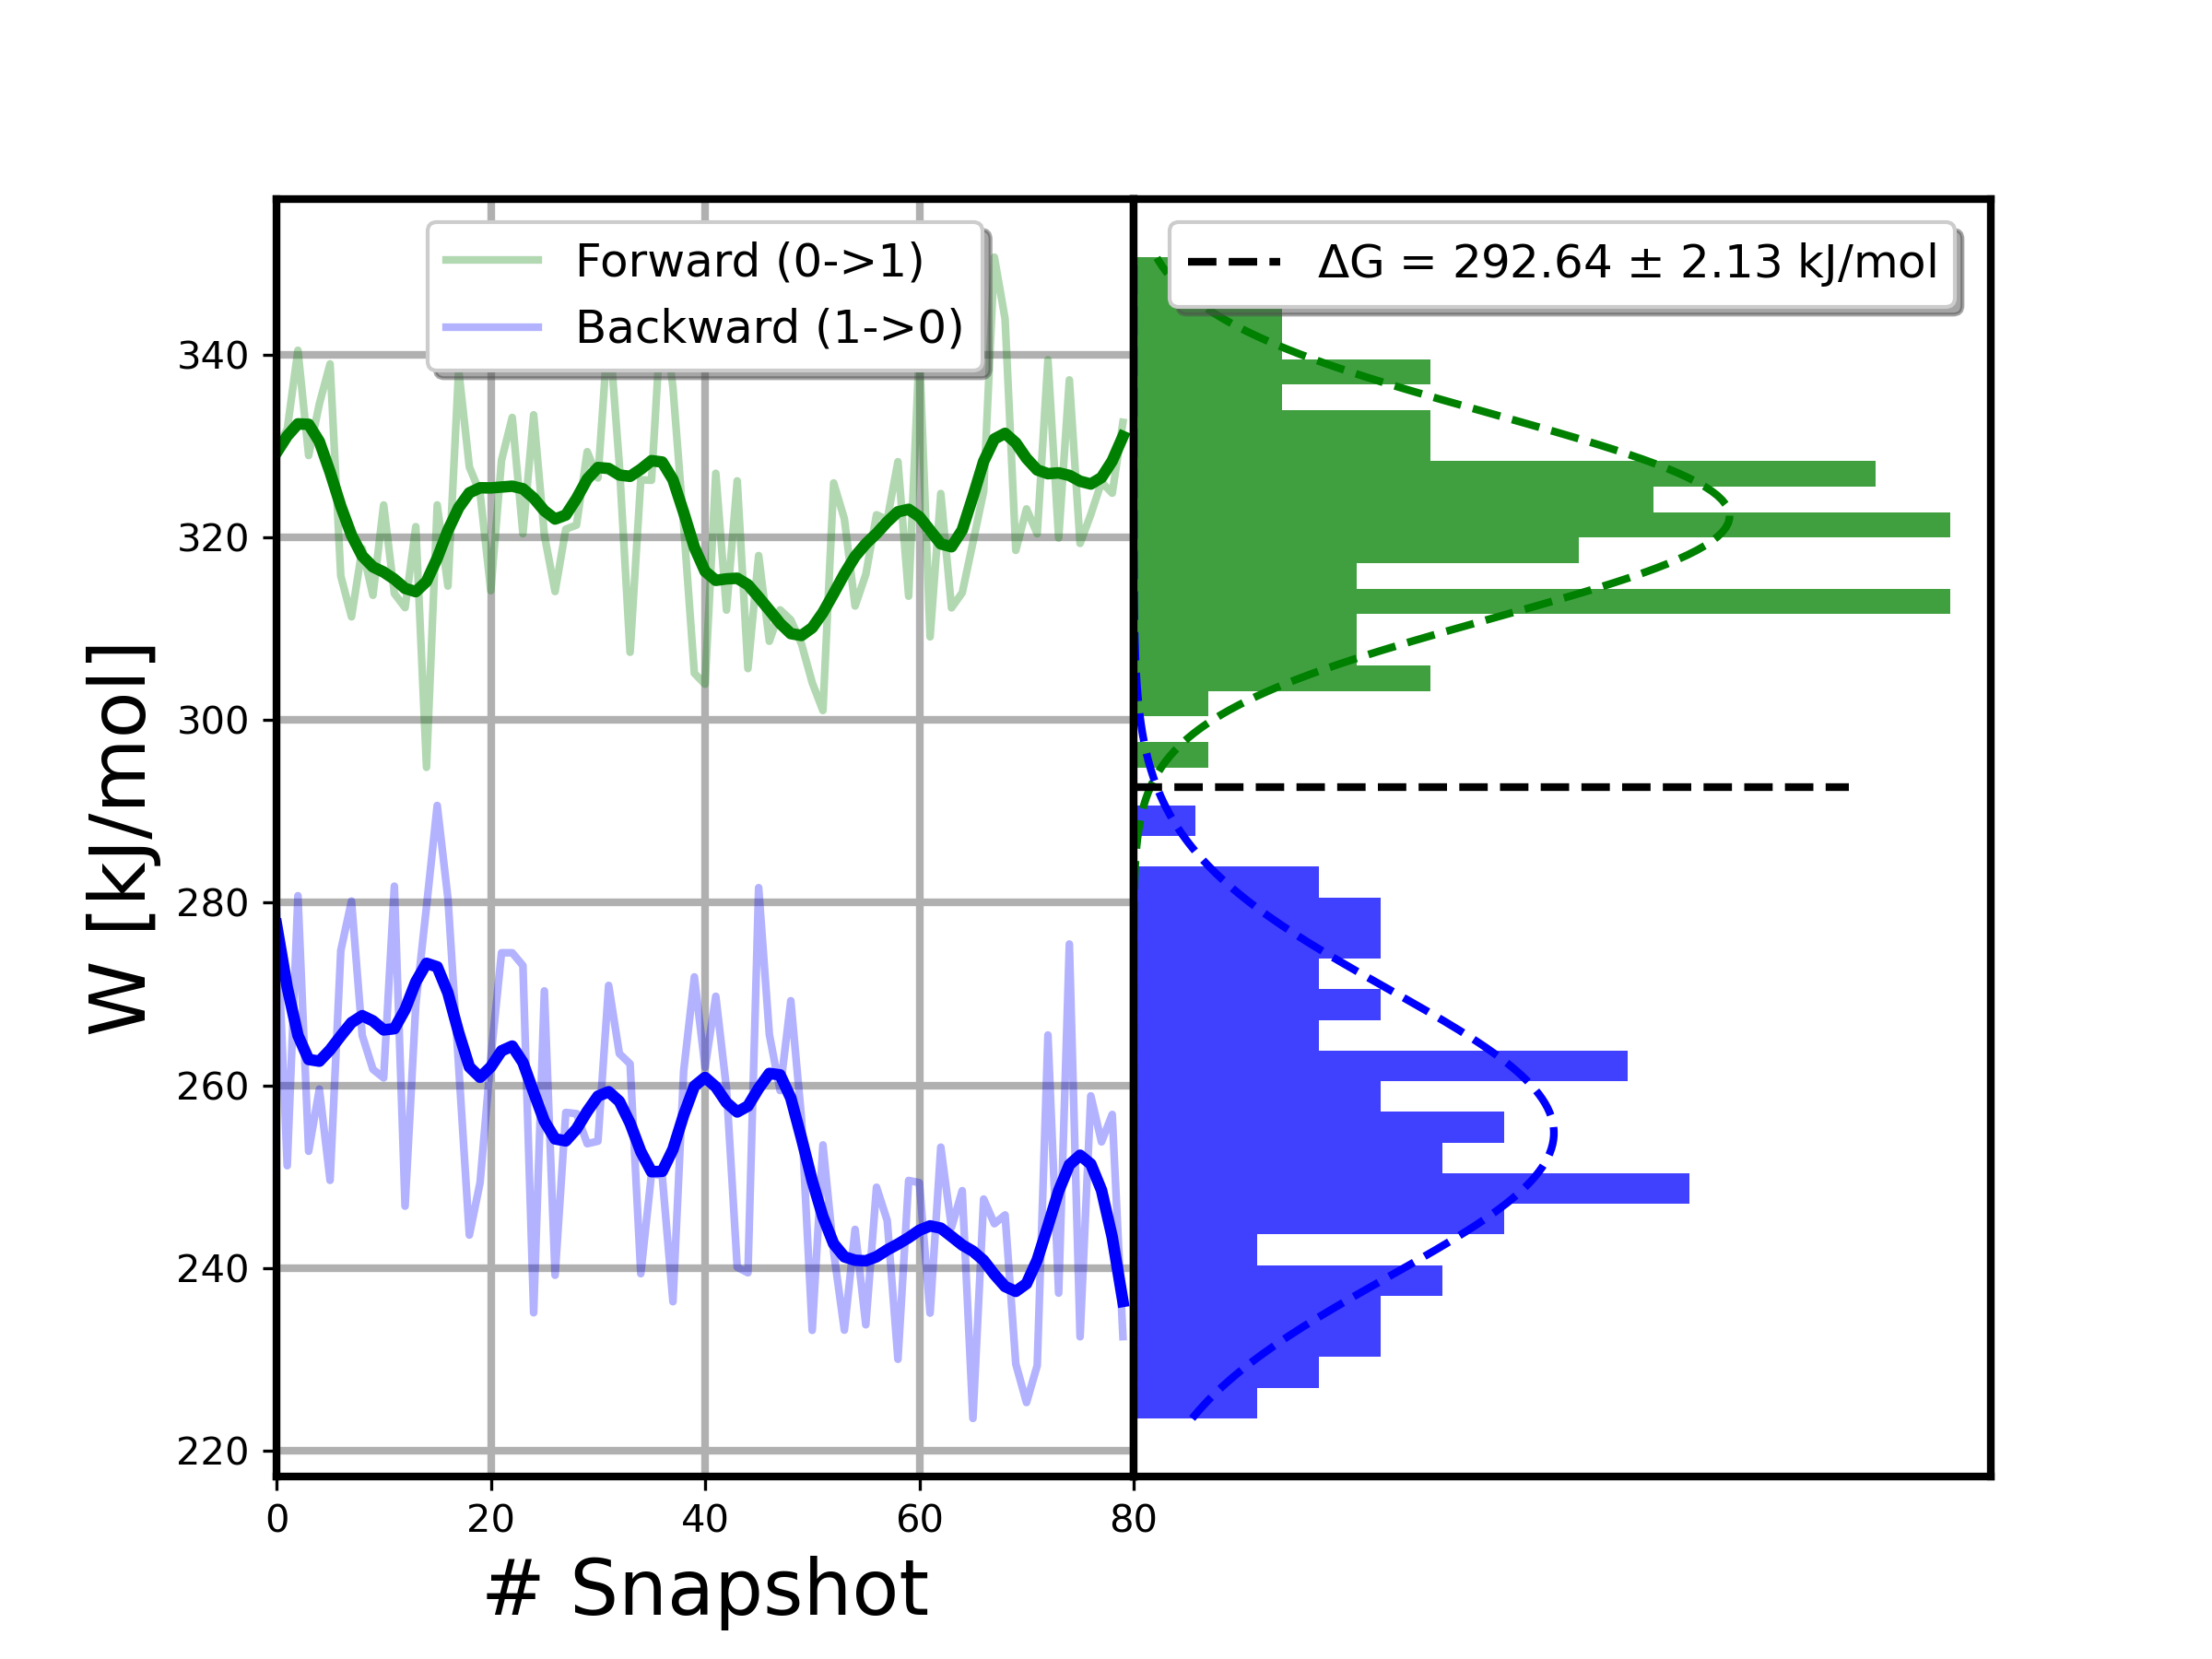 Forward (0->1)
Backward (1->0)
ΔG = 292.64 ± 2.13 kJ/mol
W [kJ/mol]
340
320
300
280
260
240
220
0 20 40 60 80
# Snapshot